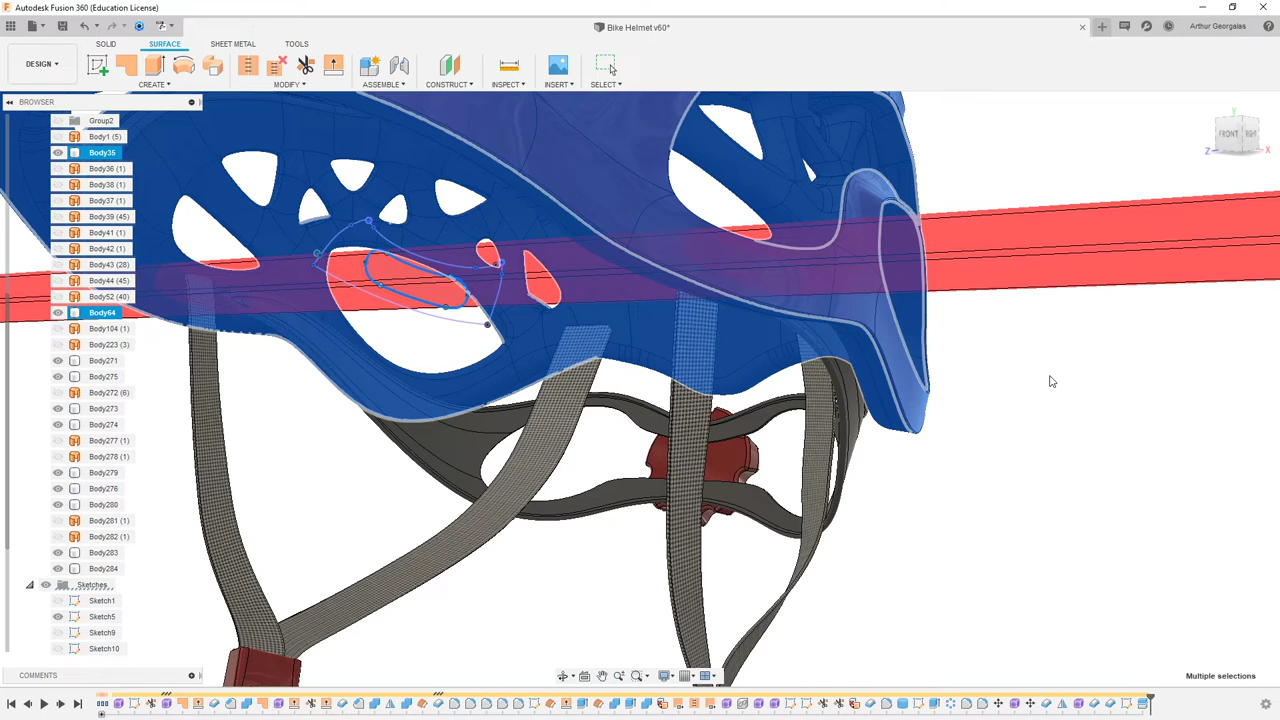 Autodesk Fusion 360 (Education License)
Bike Helmet v60*
Arthur Georgalas
DESIGN
SOLID
SURFACE
SHEET METAL
TOOLS
CREATE
MODIFY
ASSEMBLE
CONSTRUCT
INSPECT
INSERT
SELECT
BROWSER
Group2
Body1 (5)
Body35
Body36 (1)
Body38 (1)
Body37 (1)
Body39 (45)
Body41 (1)
Body42 (1)
Body43 (28)
Body44 (45)
Body52 (40)
Body64
Body104 (1)
Body223 (3)
Body271
Body275
Body272 (6)
Body273
Body274
Body277 (1)
Body278 (1)
Body279
Body276
Body280
Body281 (1)
Body282 (1)
Body283
Body284
Sketches
Sketch1
Sketch5
Sketch9
Sketch10
Y
FRONT
Z
X
COMMENTS
Multiple selections